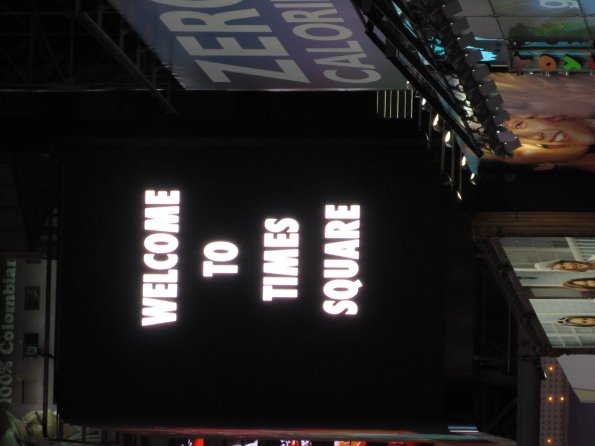 WELCOME
TO
TIMES
SQUARE
ZERO
CALORI
100% Colombian